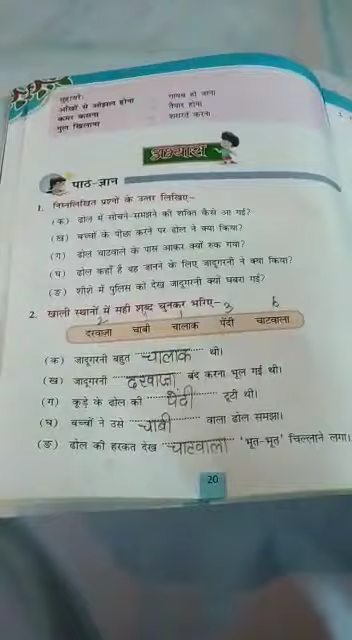 मुहावरे:
आँखों से ओझल होना गायब हो जाना
कमर कसना तैयार होना
गुल खिलाना शरारत करना
अभ्यास
पाठ-ज्ञान
1. निम्नलिखित प्रश्नों के उत्तर लिखिए-
(क) ढोल में सोचने-समझने की शक्ति कैसे आ गई?
(ख) बच्चों के पीछा करने पर ढोल ने क्या किया?
(ग) ढोल चाटवाले के पास आकर क्यों रुक गया?
(घ) ढोल कहाँ है यह जानने के लिए जादूगरनी ने क्या किया?
(ङ) शीशे में पुलिस को देख जादूगरनी क्यों घबरा गई?
2. खाली स्थानों में सही शब्द चुनकर भरिए-
दरवाजा चाबी चालाक पेंदी चाटवाला
(क) जादूगरनी बहुत चालाक थी।
(ख) जादूगरनी दरवाजा बंद करना भूल गई थी।
(ग) कूड़े के ढोल की पेंदी टूटी थी।
(घ) बच्चों ने उसे चाबी वाला ढोल समझा।
(ङ) ढोल की हरकत देख चाटवाला 'भूत-भूत' चिल्लाने लगा।
20